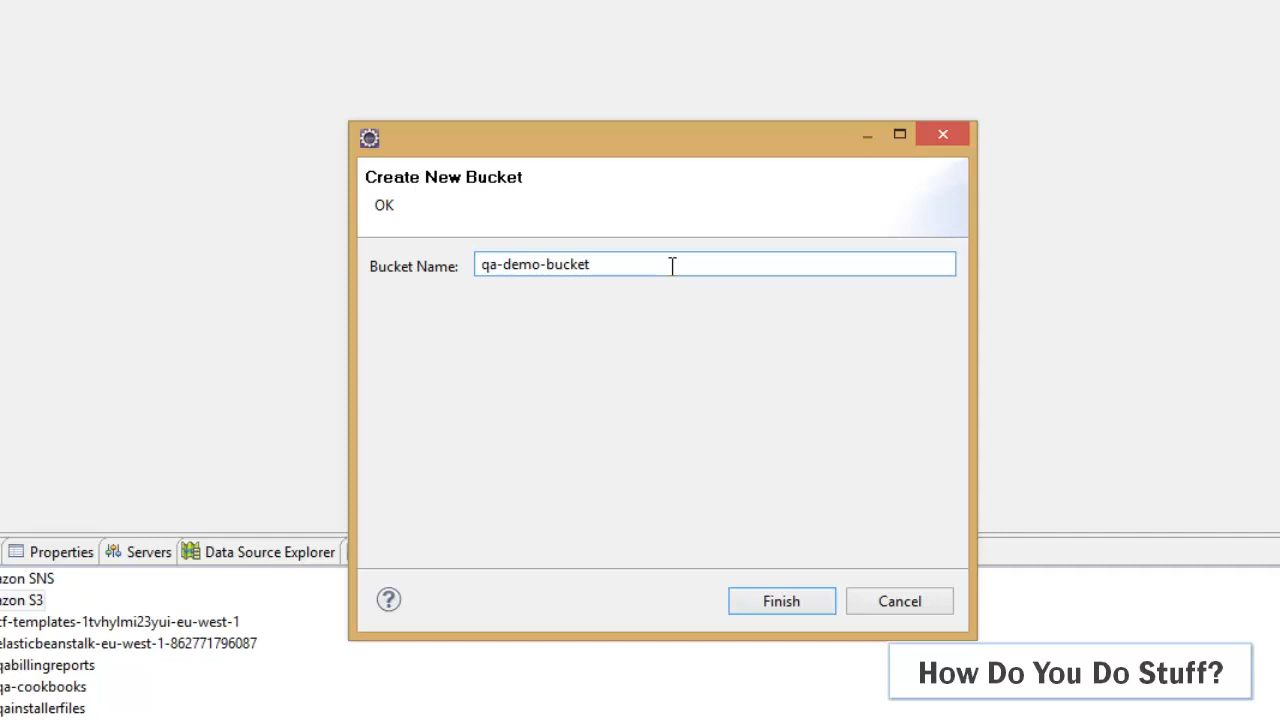 Create New Bucket
OK
Bucket Name: qa-demo-bucket
Properties Servers Data Source Explorer
azon SNS
azon S3
cf-templates-1tvhylmi23yui-eu-west-1
elasticbeanstalk-eu-west-1-862771796087
qabillingreports
qa-cookbooks
qainstallerfiles
? Finish Cancel
How Do You Do Stuff?